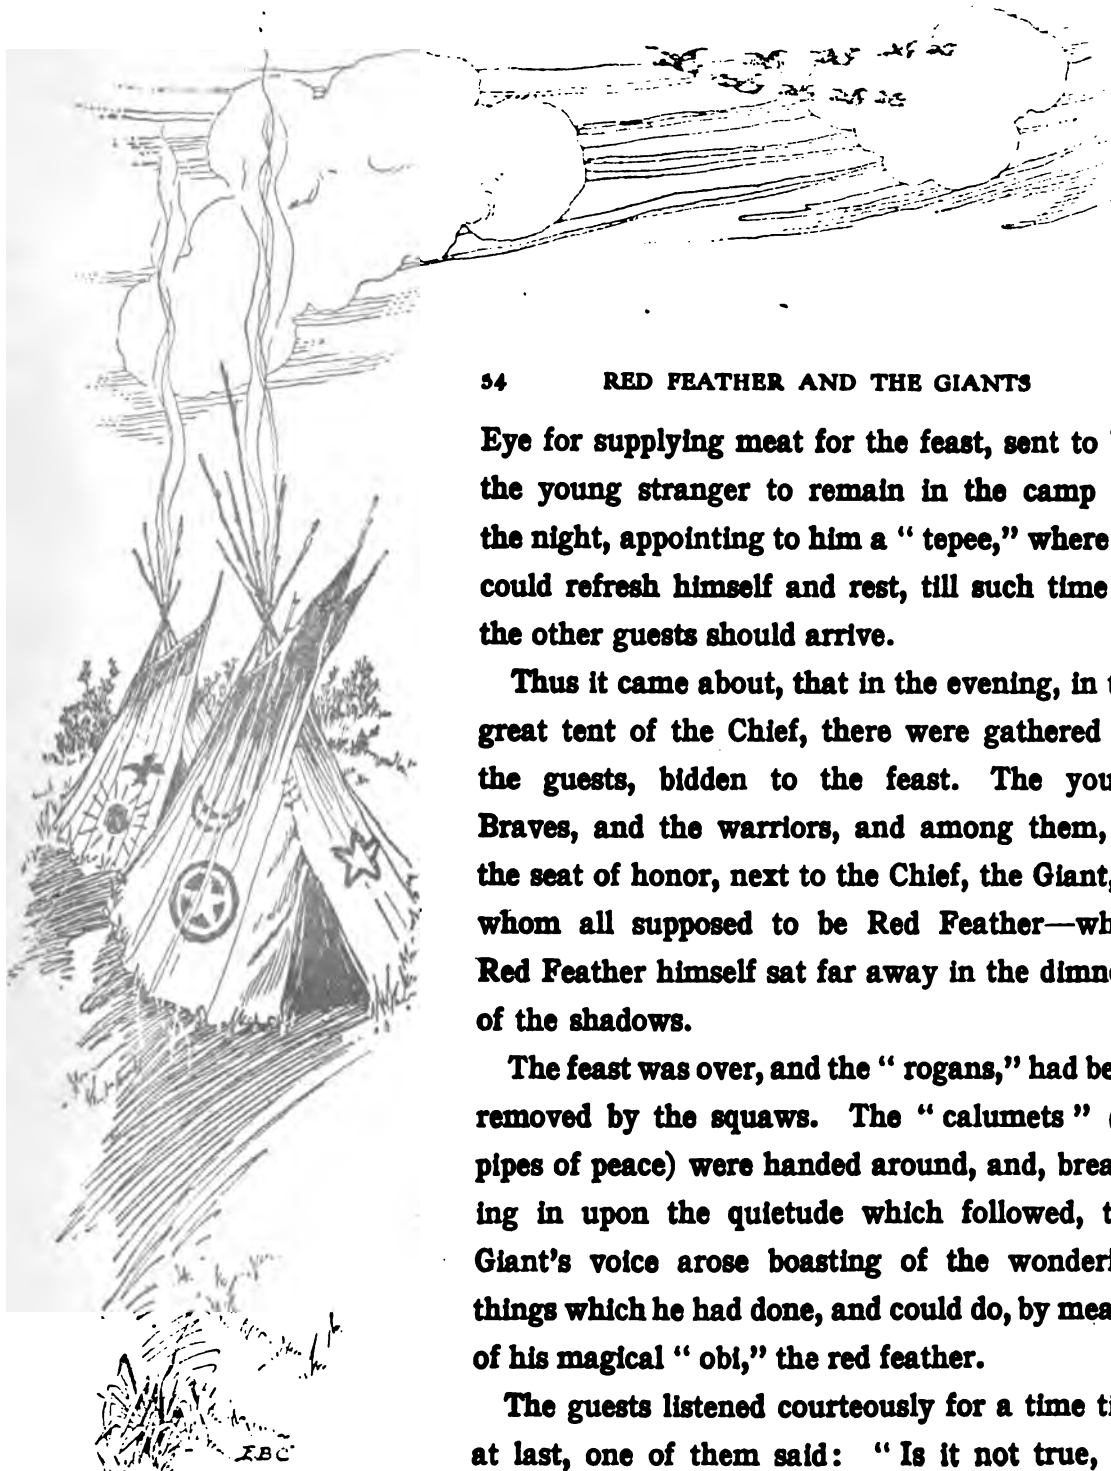 54 RED FEATHER AND THE GIANTS
Eye for supplying meat for the feast, sent to
the young stranger to remain in the camp
the night, appointing to him a “ tepee,” where
could refresh himself and rest, till such time
the other guests should arrive.
Thus it came about, that in the evening, in
great tent of the Chief, there were gathered
the guests, bidden to the feast. The you
Braves, and the warriors, and among them,
the seat of honor, next to the Chief, the Giant,
whom all supposed to be Red Feather—wh
Red Feather himself sat far away in the dimn
of the shadows.
The feast was over, and the “ rogans,” had be
removed by the squaws. The “ calumets ” (
pipes of peace) were handed around, and, brea
ing in upon the quietude which followed, t
Giant’s voice arose boasting of the wonder
things which he had done, and could do, by mea
of his magical “ obi,” the red feather.
The guests listened courteously for a time ti
at last, one of them said: “ Is it not true,
EBC